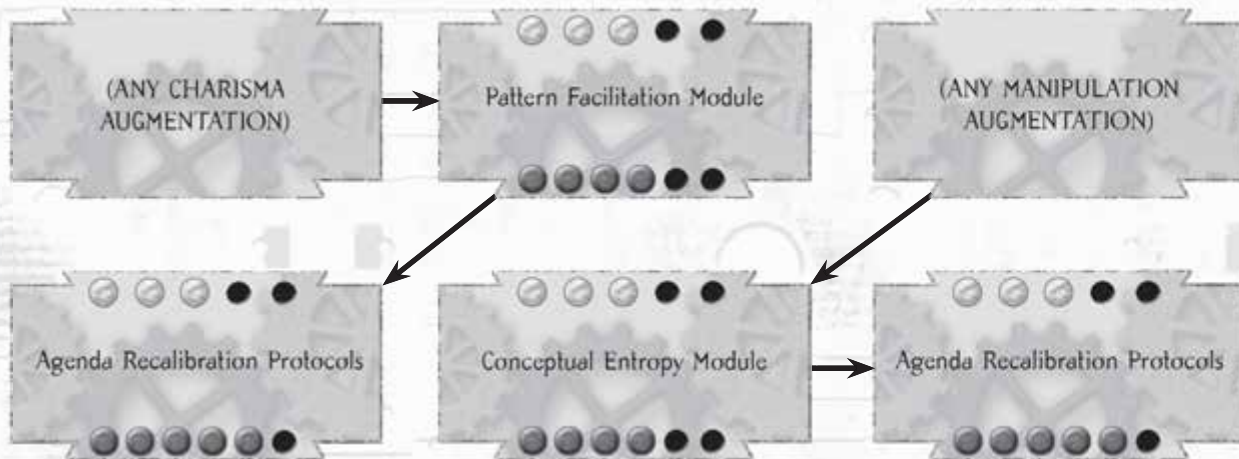 (ANY CHARISMA
AUGMENTATION)
Pattern Facilitation Module
(ANY MANIPULATION
AUGMENTATION)
Agenda Recalibration Protocols
Conceptual Entropy Module
Agenda Recalibration Protocols